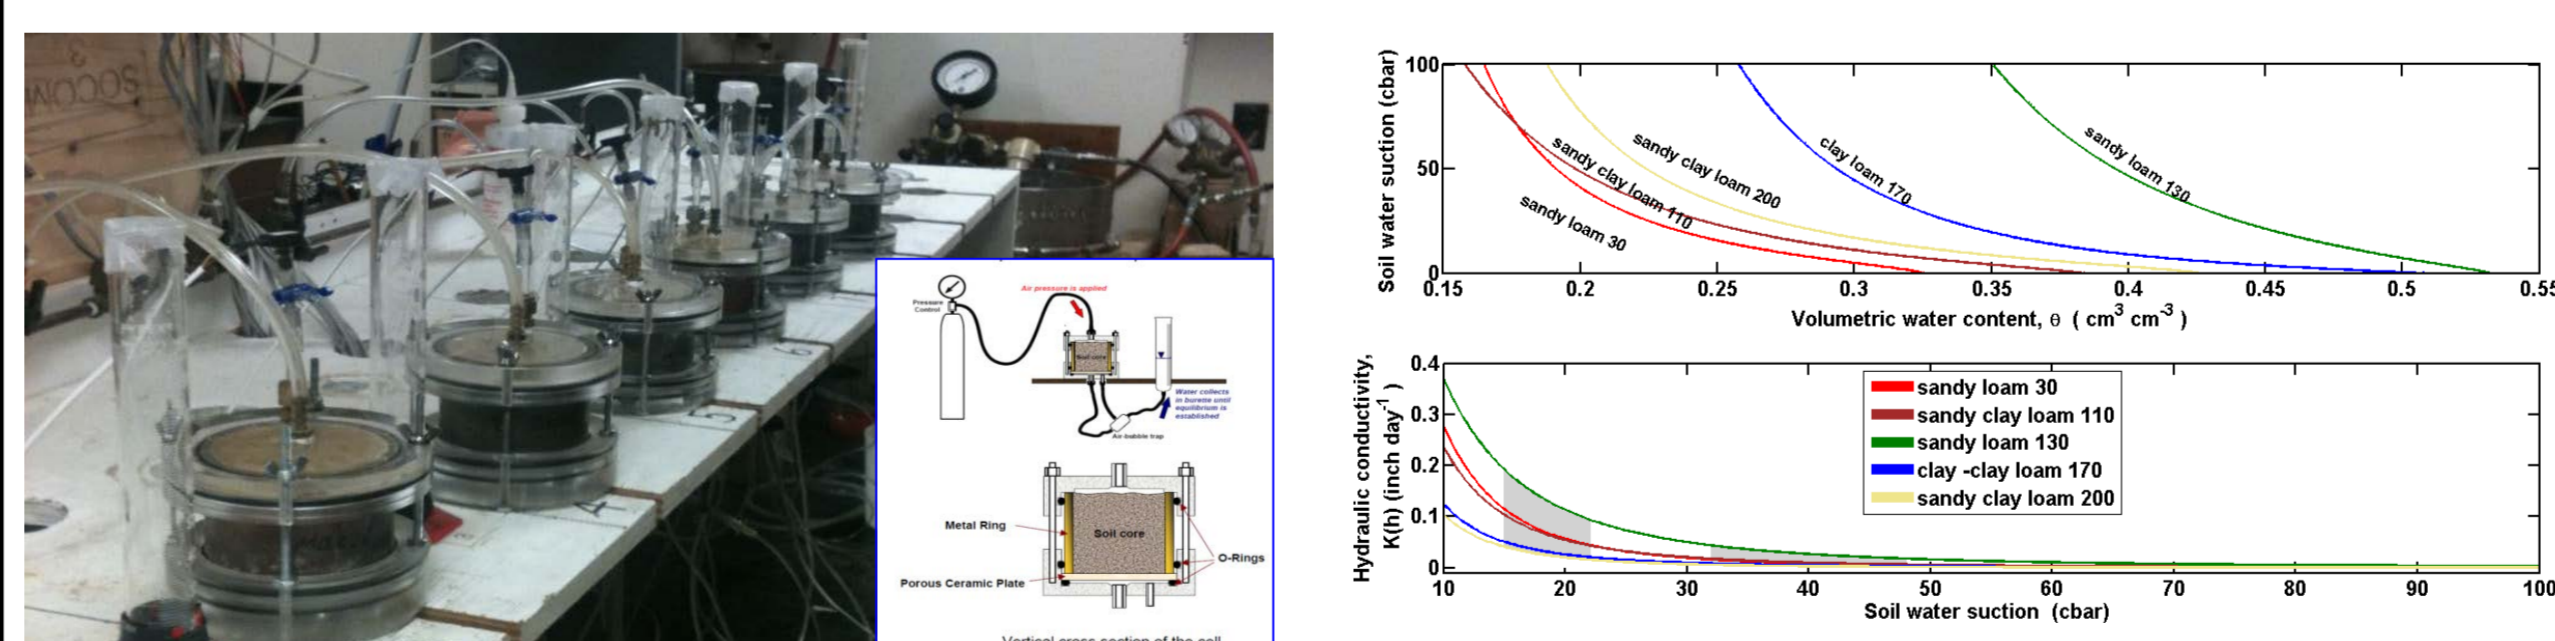 Pressure
Control
Air pressure is applied
Soil core
Water collects
in burette until
equilibrium is
established
Air-bubble trap
Metal Ring
Soil core
O-Rings
Porous Ceramic Plate
Vertical cross section of the cell
Soil water suction (cbar)
100
50
0
sandy loam 30
sandy clay loam 110
sandy clay loam 200
clay loam 170
sandy loam 130
0.15 0.2 0.25 0.3 0.35 0.4 0.45 0.5 0.55
Volumetric water content, θ ( cm³ cm⁻³ )
Hydraulic conductivity,
K(h) (inch day⁻¹ )
0.4
0.3
0.2
0.1
0
sandy loam 30
sandy clay loam 110
sandy loam 130
clay -clay loam 170
sandy clay loam 200
10 20 30 40 50 60 70 80 90 100
Soil water suction (cbar)